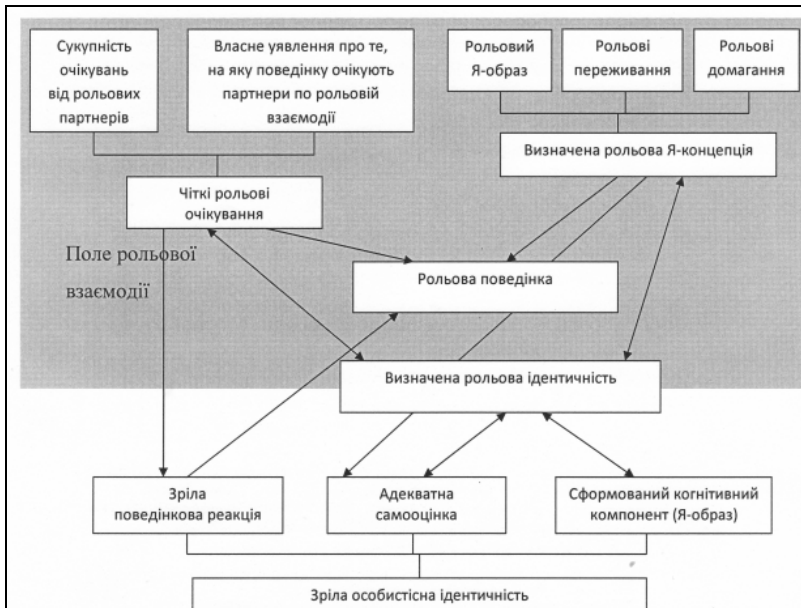 Сукупність
очікувань
від рольових
партнерів
Власне уявлення про те,
на яку поведінку очікують
партнери по рольовій
взаємодії
Рольовий
Я-образ
Рольові
переживання
Рольові
домагання
Визначена рольова Я-концепція
Чіткі рольові
очікування
Поле рольової
взаємодії
Рольова поведінка
Визначена рольова ідентичність
Зріла
поведінкова реакція
Адекватна
самооцінка
Сформований когнітивний
компонент (Я-образ)
Зріла особистісна ідентичність